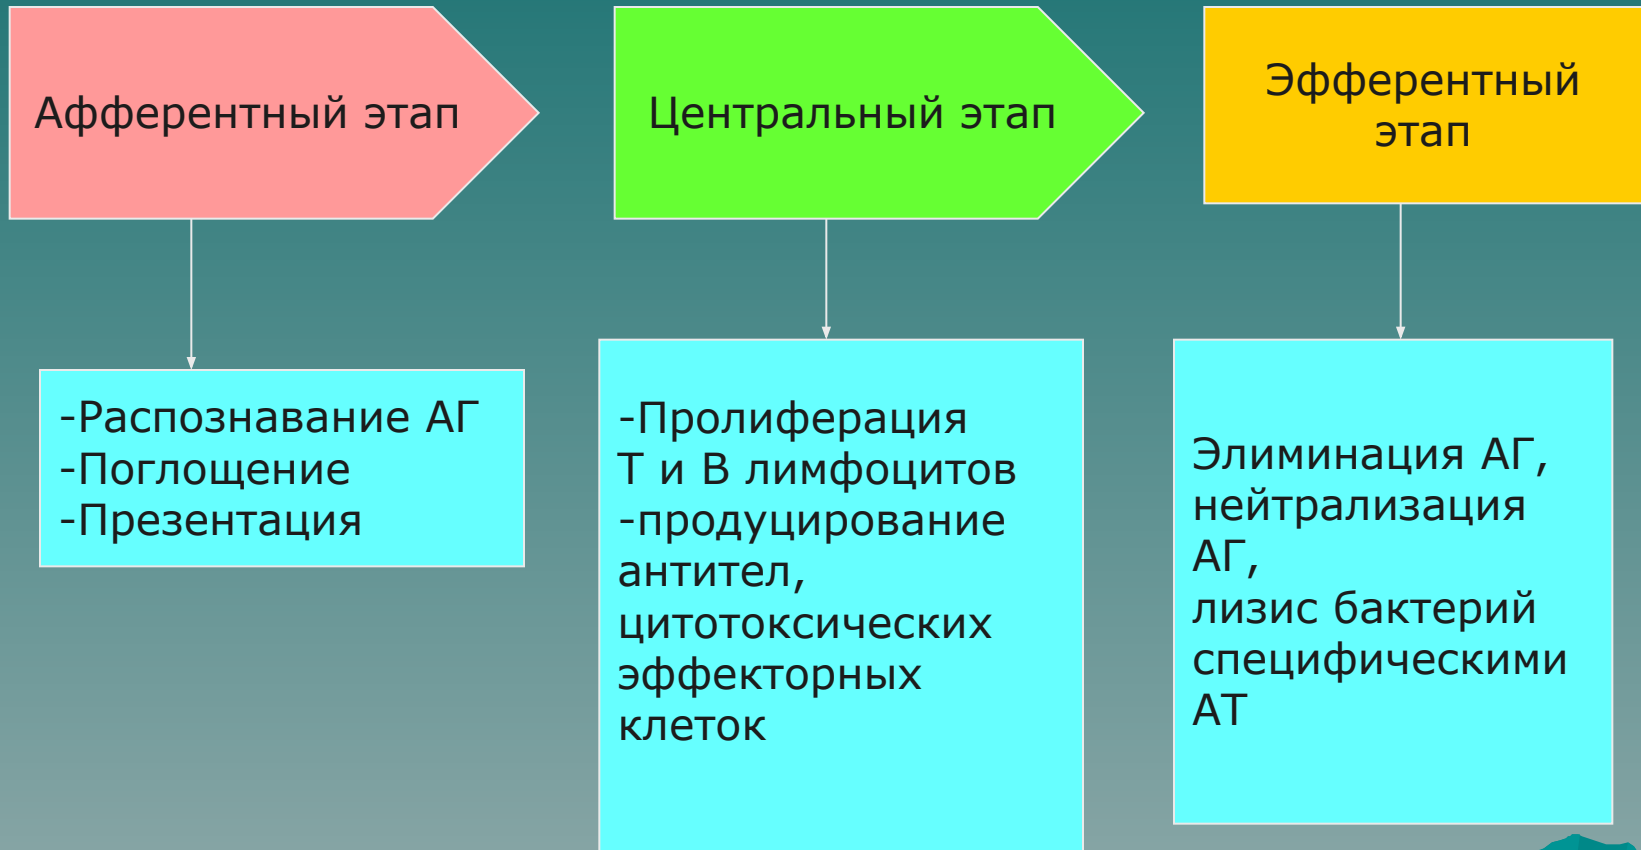 Афферентный этап
Центральный этап
Эфферентный
этап
-Распознавание АГ
-Поглощение
-Презентация
-Пролиферация
Т и В лимфоцитов
-продуцирование
антител,
цитотоксических
эффекторных
клеток
Элиминация АГ,
нейтрализация
АГ,
лизис бактерий
специфическими
АТ